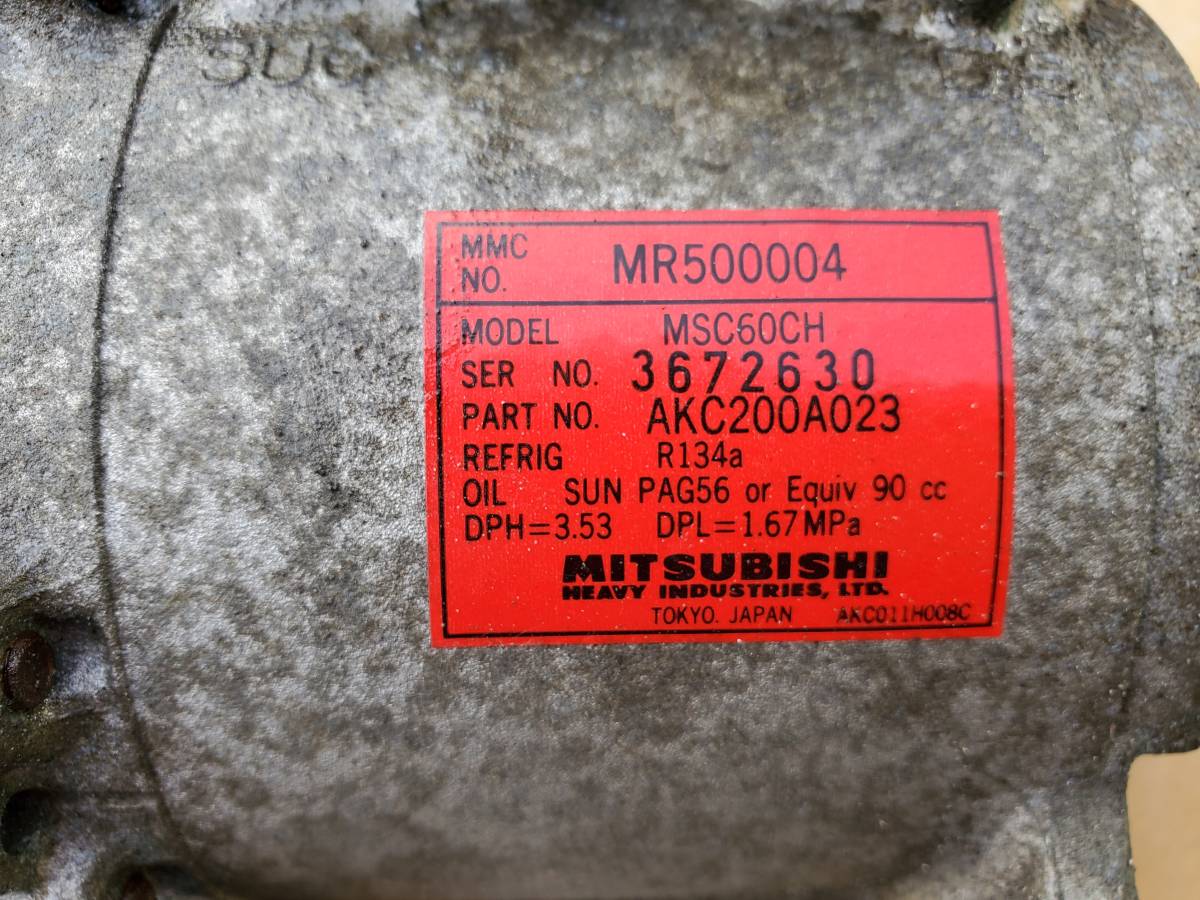 SUC
MMC NO. MR500004
MODEL MSC60CH
SER NO. 3672630
PART NO. AKC200A023
REFRIG R134a
OIL SUN PAG56 or Equiv 90 cc
DPH=3.53 DPL=1.67MPa
MITSUBISHI
HEAVY INDUSTRIES, LTD.
TOKYO. JAPAN AKC011H008C